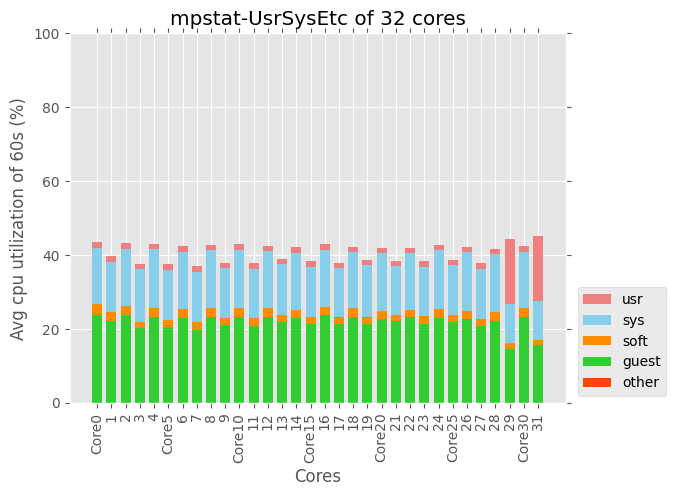 mpstat-UsrSysEtc of 32 cores
Avg cpu utilization of 60s (%)
100
80
60
40
20
0
Core0
1
2
3
4
Core5
6
7
8
9
Core10
11
12
13
14
Core15
16
17
18
19
Core20
21
22
23
24
Core25
26
27
28
29
Core30
31
Cores
usr
sys
soft
guest
other